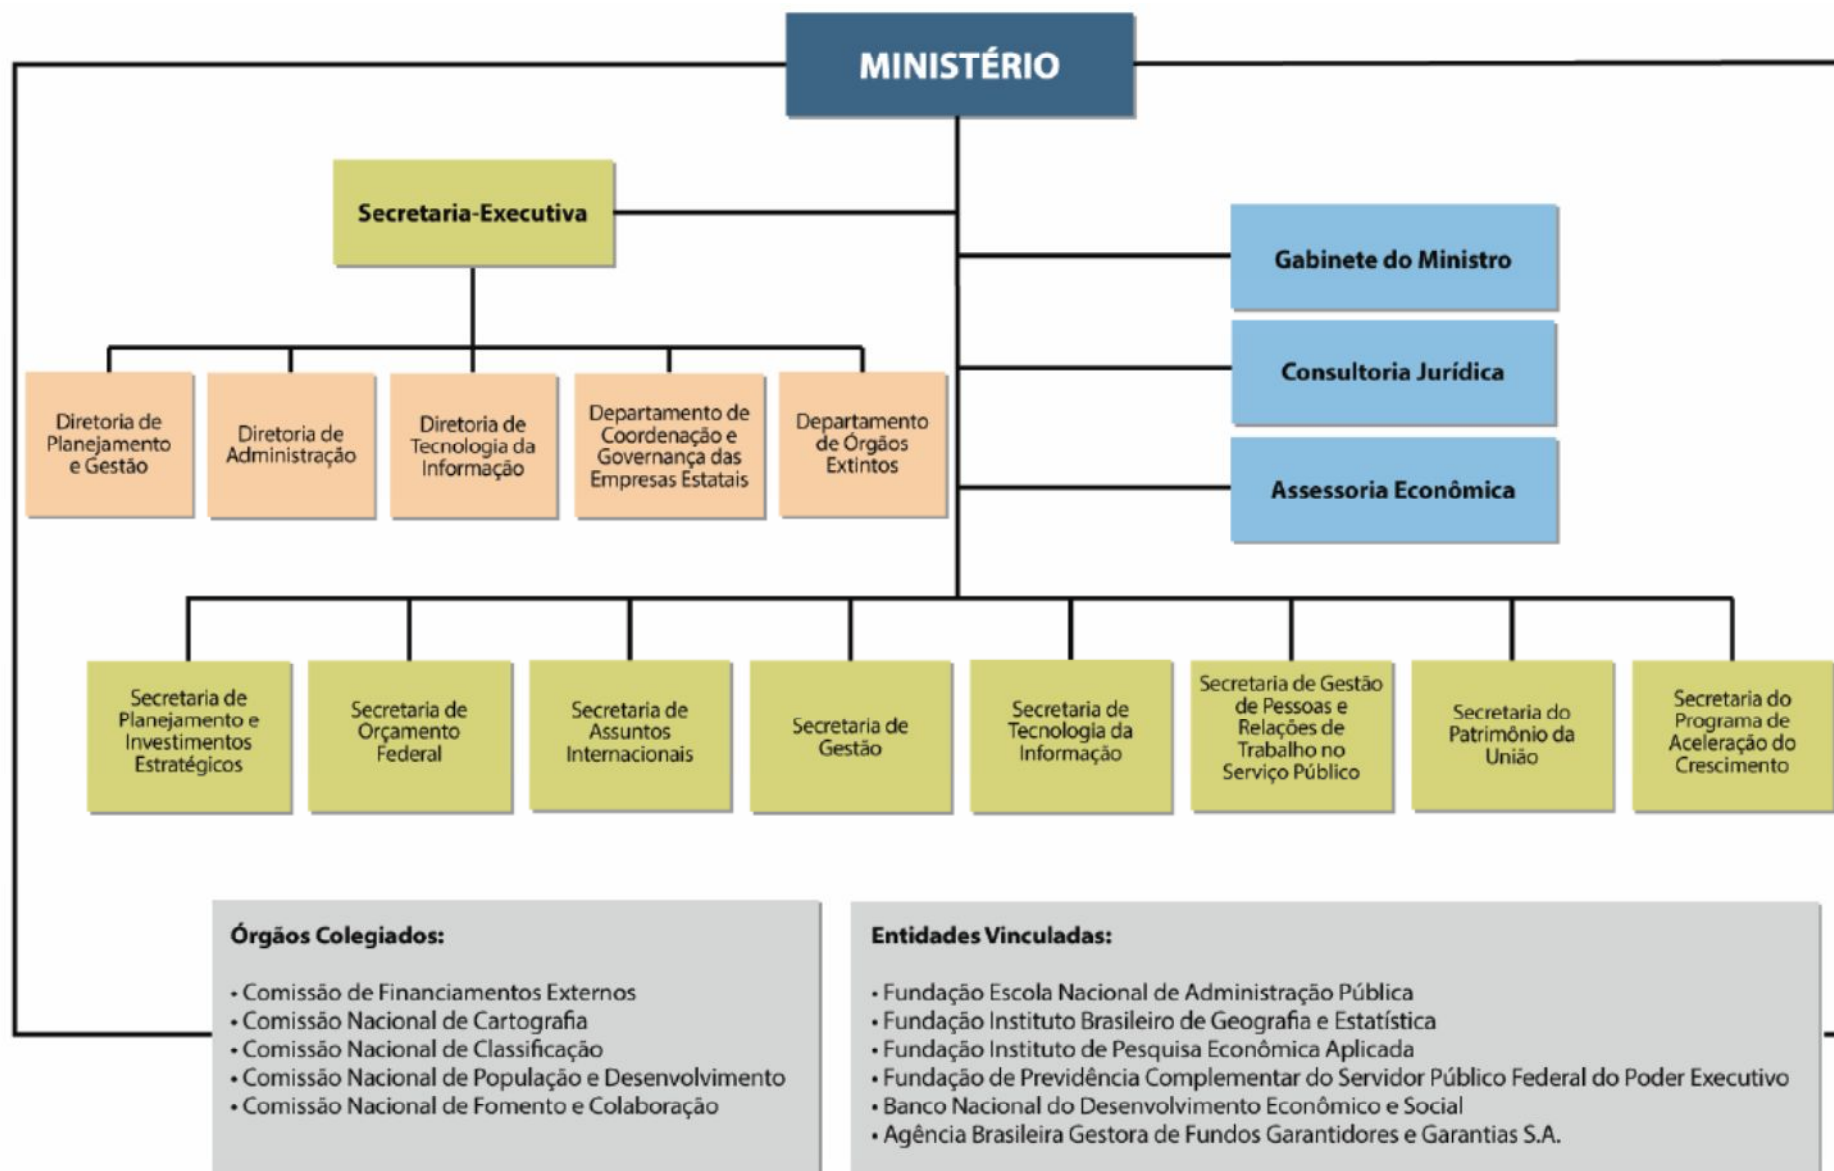 MINISTÉRIO
Secretaria-Executiva
Gabinete do Ministro
Consultoria Jurídica
Assessoria Econômica
Diretoria de
Planejamento
e Gestão
Diretoria de
Administração
Diretoria de
Tecnologia da
Informação
Departamento de
Coordenação e
Governança das
Empresas Estatais
Departamento
de Órgãos
Extintos
Secretaria de
Planejamento e
Investimentos
Estratégicos
Secretaria de
Orçamento
Federal
Secretaria de
Assuntos
Internacionais
Secretaria de
Gestão
Secretaria de
Tecnologia da
Informação
Secretaria de Gestão
de Pessoas e
Relações de
Trabalho no
Serviço Público
Secretaria do
Patrimônio da
União
Secretaria do
Programa de
Aceleração do
Crescimento
Órgãos Colegiados:
• Comissão de Financiamentos Externos
• Comissão Nacional de Cartografia
• Comissão Nacional de Classificação
• Comissão Nacional de População e Desenvolvimento
• Comissão Nacional de Fomento e Colaboração
Entidades Vinculadas:
• Fundação Escola Nacional de Administração Pública
• Fundação Instituto Brasileiro de Geografia e Estatística
• Fundação Instituto de Pesquisa Econômica Aplicada
• Fundação de Previdência Complementar do Servidor Público Federal do Poder Executivo
• Banco Nacional do Desenvolvimento Econômico e Social
• Agência Brasileira Gestora de Fundos Garantidores e Garantias S.A.